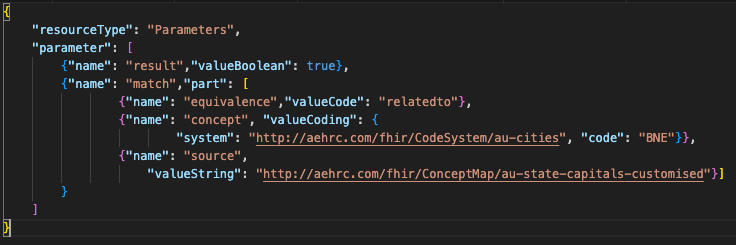 {
"resourceType": "Parameters",
"parameter": [
{"name": "result","valueBoolean": true},
{"name": "match","part": [
{"name": "equivalence","valueCode": "relatedto"},
{"name": "concept", "valueCoding": {
"system": "http://aehrc.com/fhir/CodeSystem/au-cities", "code": "BNE"}},
{"name": "source",
"valueString": "http://aehrc.com/fhir/ConceptMap/au-state-capitals-customised"}]
}
]
}